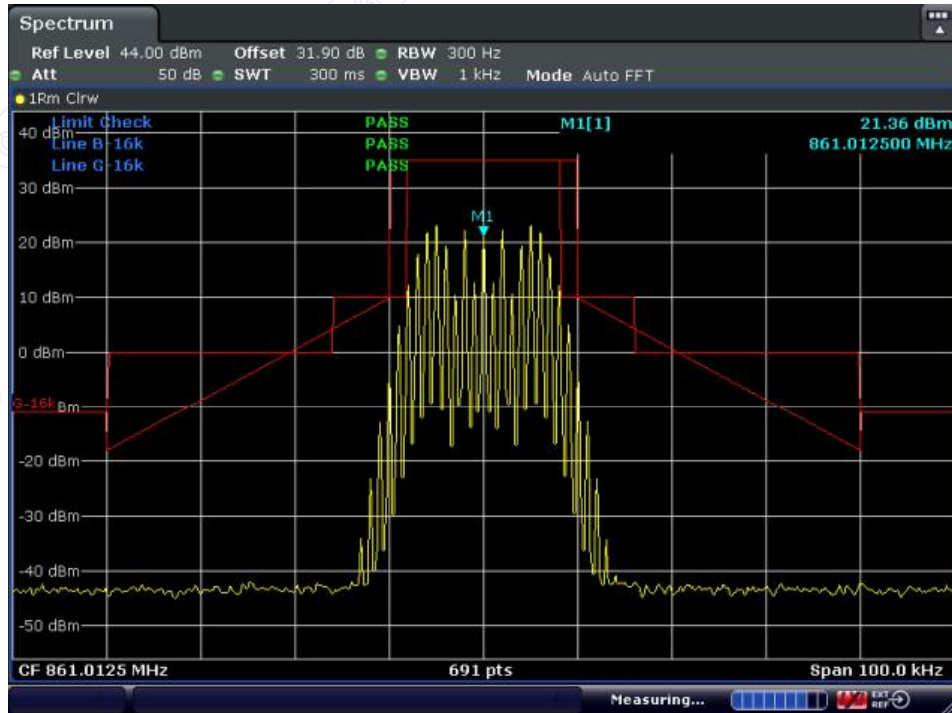 Spectrum
Ref Level 44.00 dBm Offset 31.90 dB RBW 300 Hz
Att 50 dB SWT 300 ms VBW 1 kHz Mode Auto FFT
1Rm Clrw
Limit Check PASS M1[1] 21.36 dBm
40 dBm
Line B-16k PASS 861.012500 MHz
Line G-16k PASS
30 dBm
M1
20 dBm
10 dBm
0 dBm
G-16k Bm
-20 dBm
-30 dBm
-40 dBm
-50 dBm
CF 861.0125 MHz 691 pts Span 100.0 kHz
Measuring... EXT REF